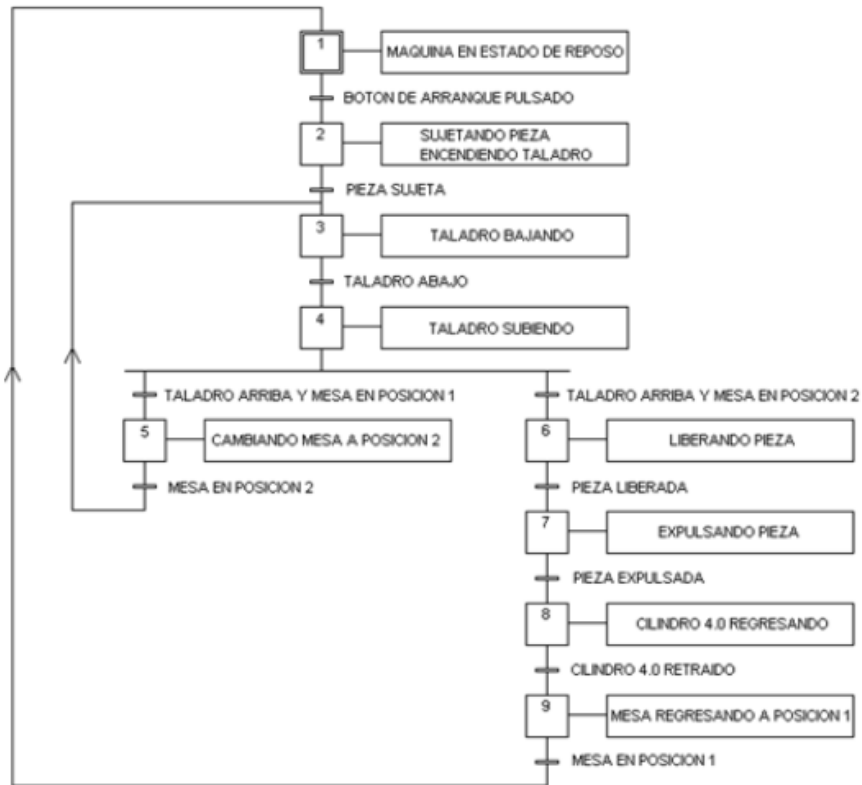 1
MAQUINA EN ESTADO DE REPOSO
BOTON DE ARRANQUE PULSADO
2
SUJETANDO PIEZA
ENCENDIENDO TALADRO
PIEZA SUJETA
3
TALADRO BAJANDO
TALADRO ABAJO
4
TALADRO SUBIENDO
TALADRO ARRIBA Y MESA EN POSICION 1
TALADRO ARRIBA Y MESA EN POSICION 2
5
CAMBIANDO MESA A POSICION 2
6
LIBERANDO PIEZA
MESA EN POSICION 2
PIEZA LIBERADA
7
EXPULSANDO PIEZA
PIEZA EXPULSADA
8
CILINDRO 4.0 REGRESANDO
CILINDRO 4.0 RETRAIDO
9
MESA REGRESANDO A POSICION 1
MESA EN POSICION 1